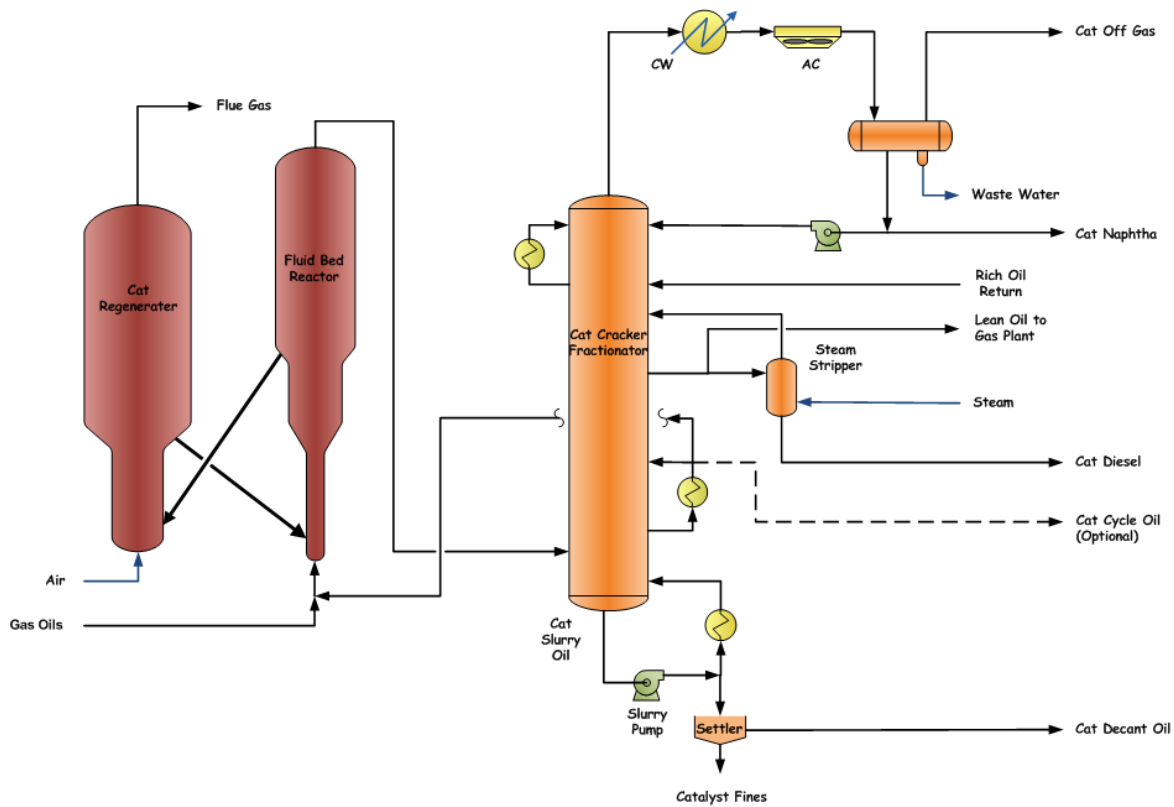 Cat Off Gas
CW
AC
Flue Gas
Waste Water
Cat Naphtha
Fluid Bed
Reactor
Cat
Regenerater
Rich Oil
Return
Lean Oil to
Gas Plant
Cat Cracker
Fractionator
Steam
Stripper
Steam
Cat Diesel
Cat Cycle Oil
(Optional)
Air
Gas Oils
Cat
Slurry
Oil
Slurry
Pump
Settler
Cat Decant Oil
Catalyst Fines